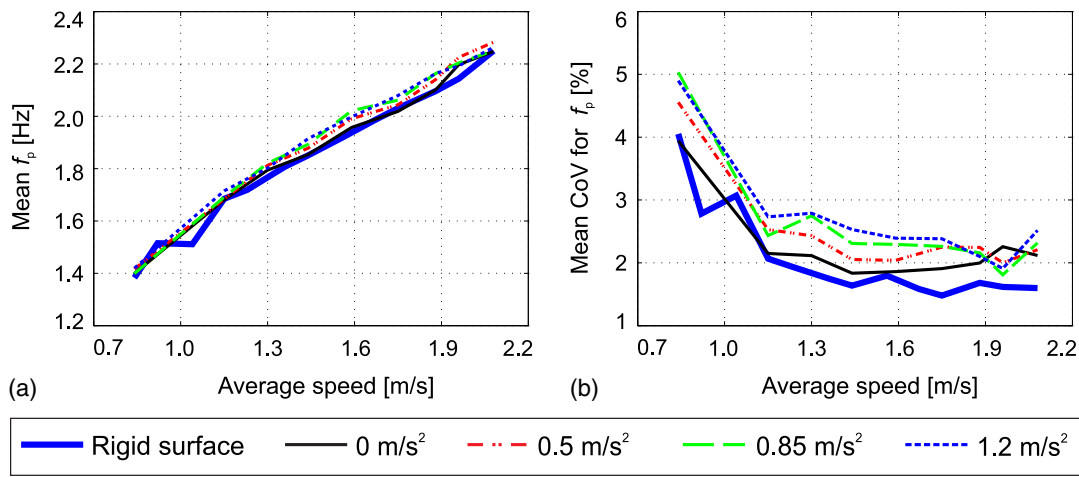 Mean fₚ [Hz]
2.4
2.2
2.0
1.8
1.6
1.4
1.2
0.7 1.0 1.3 1.6 1.9 2.2
(a) Average speed [m/s]
Mean CoV for fₚ [%]
6
5
4
3
2
1
0.7 1.0 1.3 1.6 1.9 2.2
(b) Average speed [m/s]
Rigid surface 0 m/s² 0.5 m/s² 0.85 m/s² 1.2 m/s²